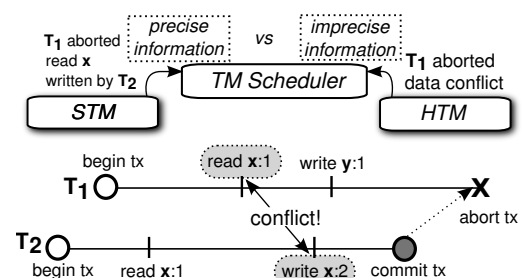 precise
information
vs
imprecise
information
T1 aborted
read x
written by T2
TM Scheduler
T1 aborted
data conflict
STM
HTM
begin tx
read x:1
write y:1
T1
X
abort tx
conflict!
T2
begin tx
read x:1
write x:2
commit tx